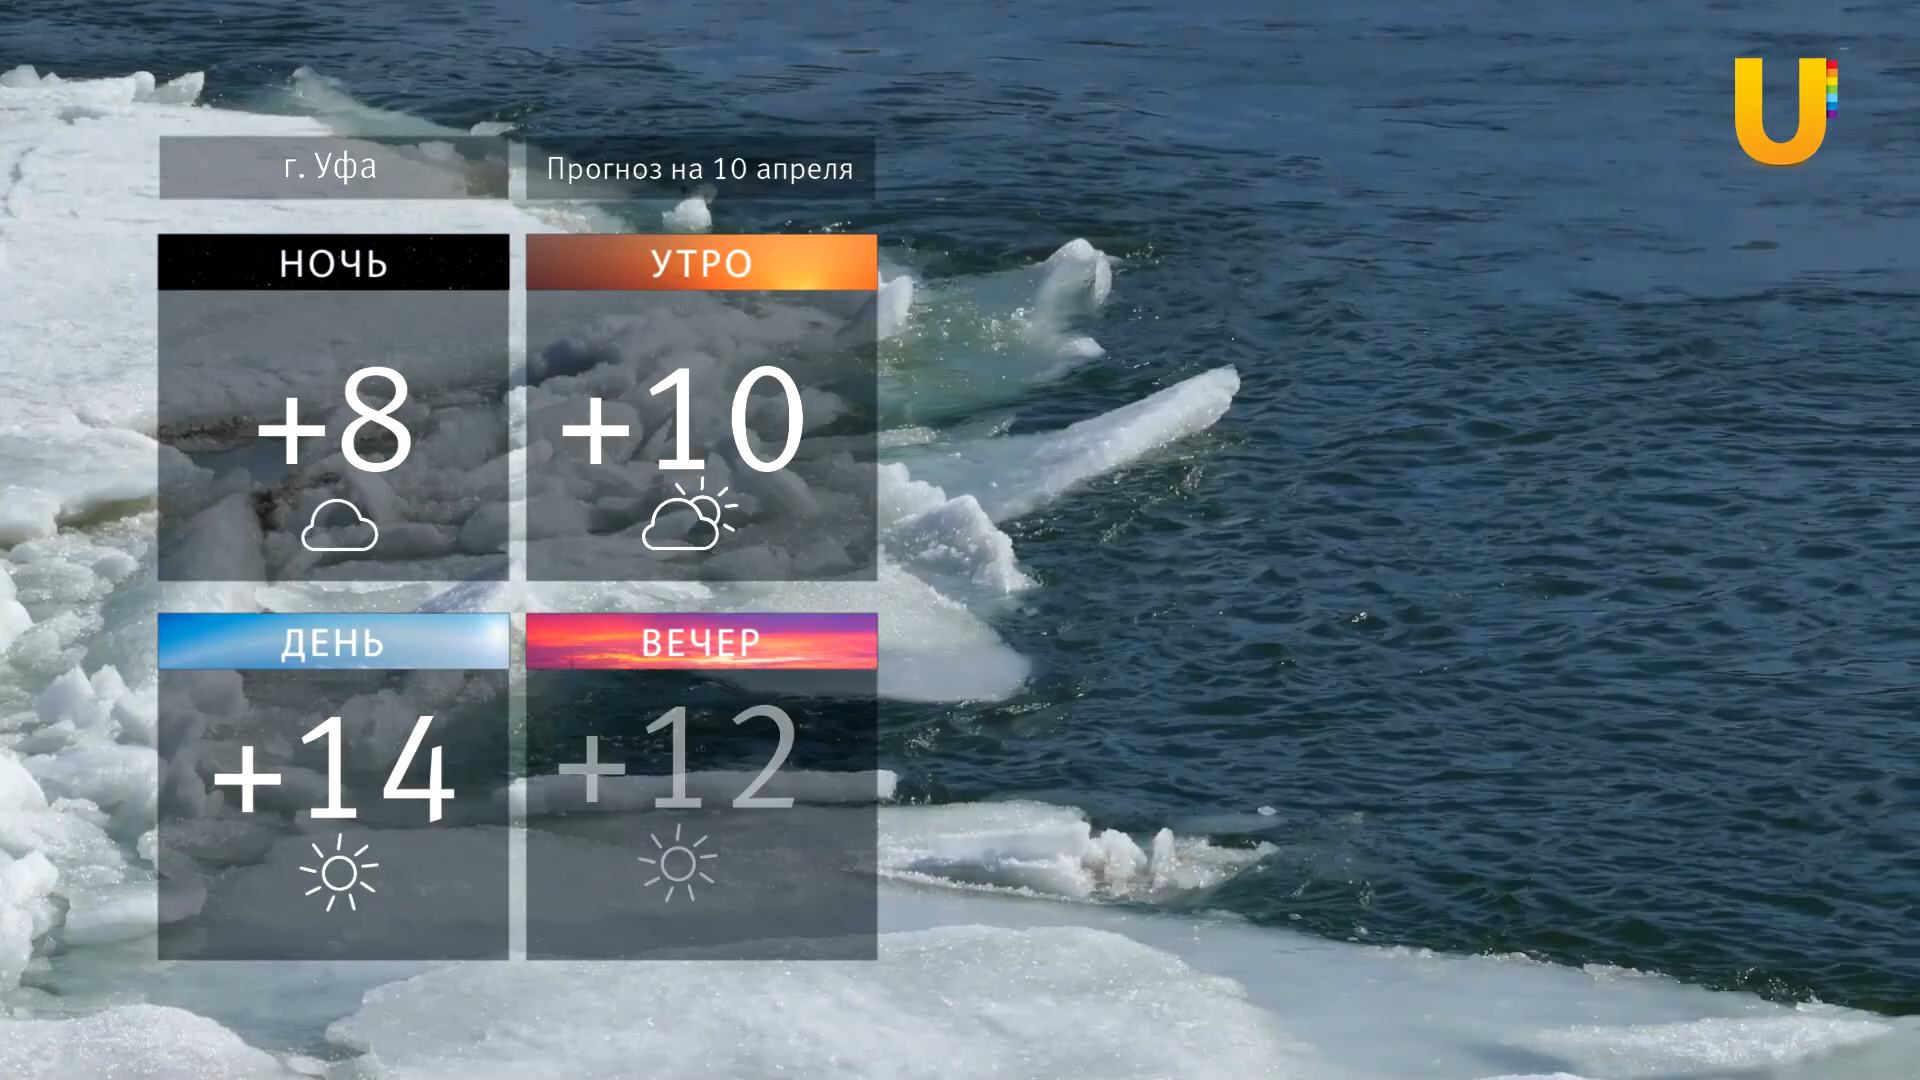 U
г. Уфа
Прогноз на 10 апреля
НОЧЬ
УТРО
+8
+10
ДЕНЬ
ВЕЧЕР
+14
+12